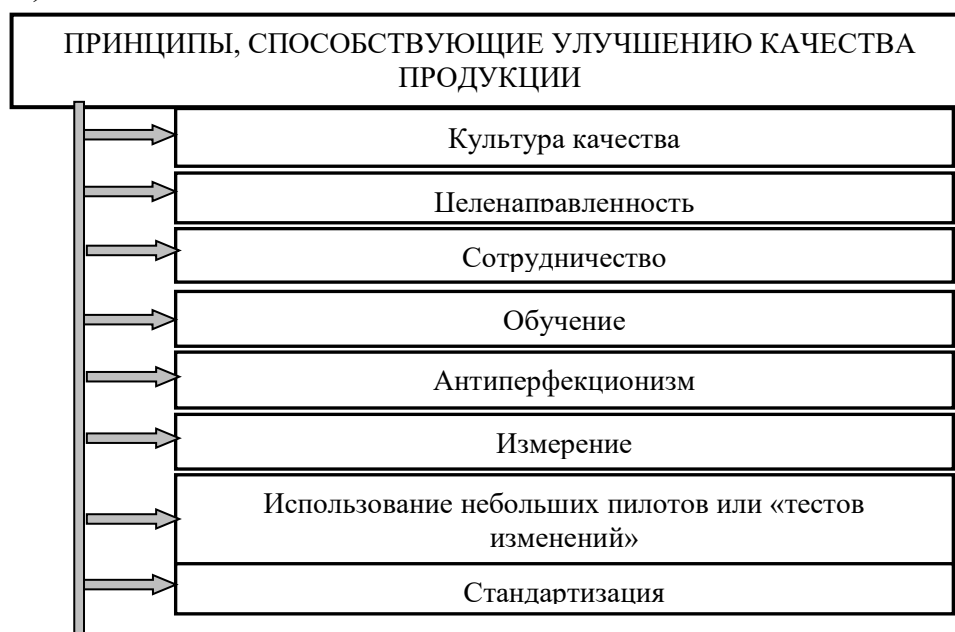 ПРИНЦИПЫ, СПОСОБСТВУЮЩИЕ УЛУЧШЕНИЮ КАЧЕСТВА
ПРОДУКЦИИ
Культура качества
Целенаправленность
Сотрудничество
Обучение
Антиперфекционизм
Измерение
Использование небольших пилотов или «тестов
изменений»
Стандартизация